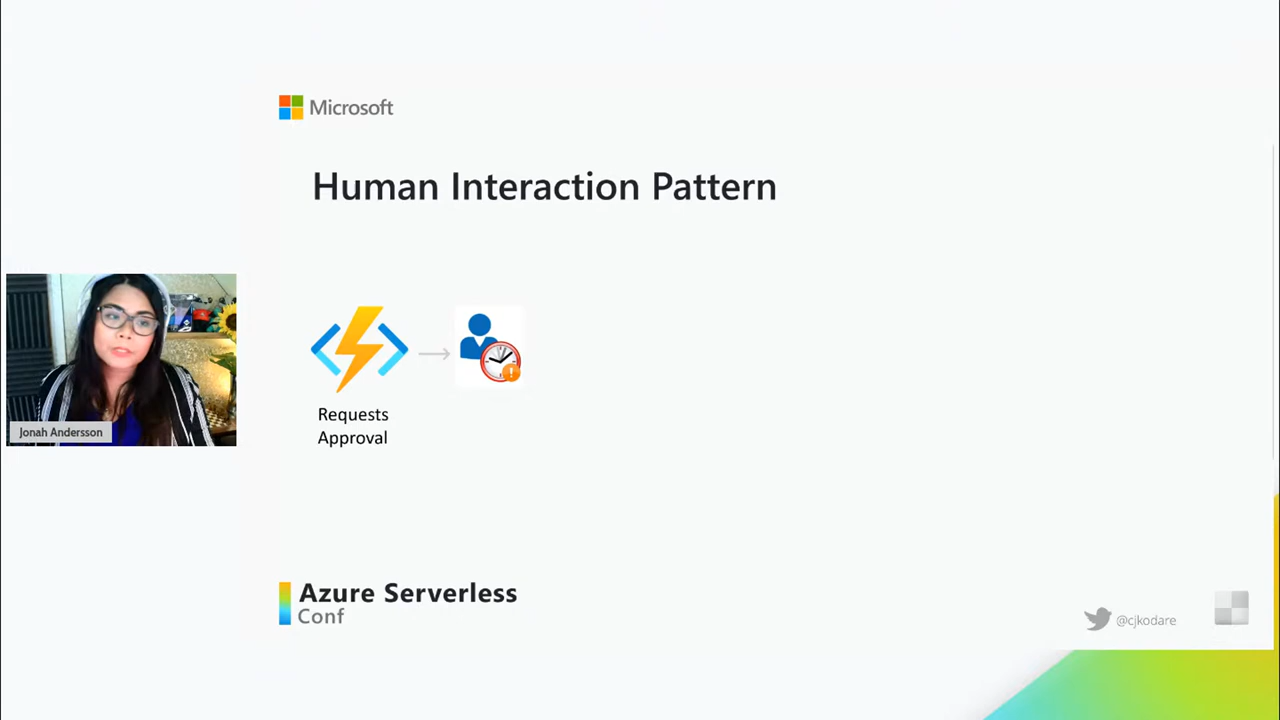 Microsoft
Human Interaction Pattern
Requests
Approval
Jonah Andersson
Azure Serverless
Conf
@cjkodare